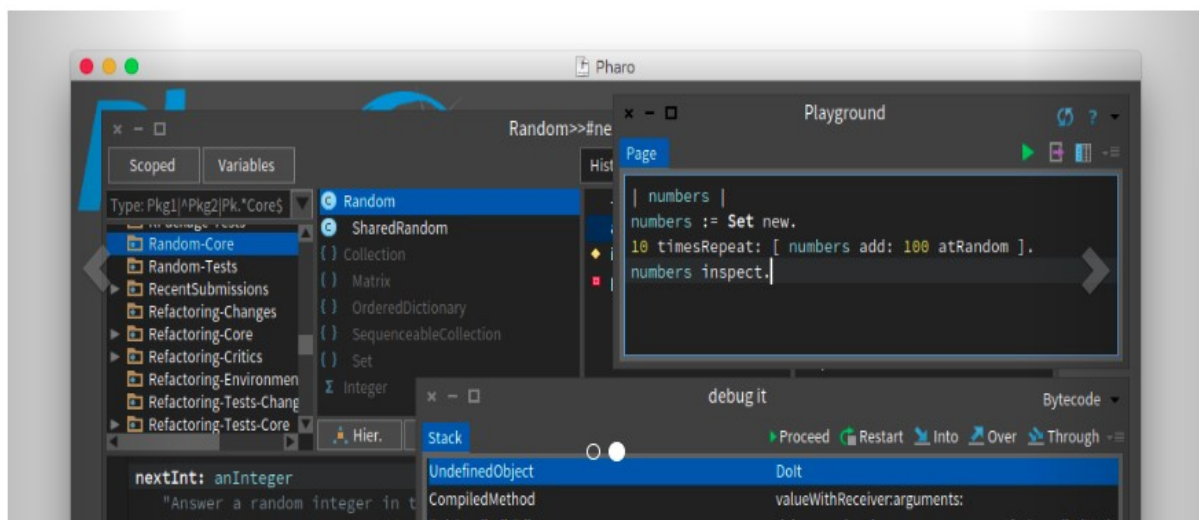 Pharo
Random>>#ne
Scoped
Variables
Hist
Type: Pkg1|^Pkg2|Pk.*Core$
Random-Core
Random-Tests
RecentSubmissions
Refactoring-Changes
Refactoring-Core
Refactoring-Critics
Refactoring-Environmen
Refactoring-Tests-Chang
Refactoring-Tests-Core
Random
SharedRandom
{ } Collection
{ } Matrix
{ } OrderedDictionary
{ } SequenceableCollection
{ } Set
Σ Integer
Hier.
nextInt: anInteger
"Answer a random integer in t
Playground
?
Page
| numbers |
numbers := Set new.
10 timesRepeat: [ numbers add: 100 atRandom ].
numbers inspect.
debug it
Bytecode
Stack
Proceed Restart Into Over Through
UndefinedObject DoIt
CompiledMethod valueWithReceiver:arguments: